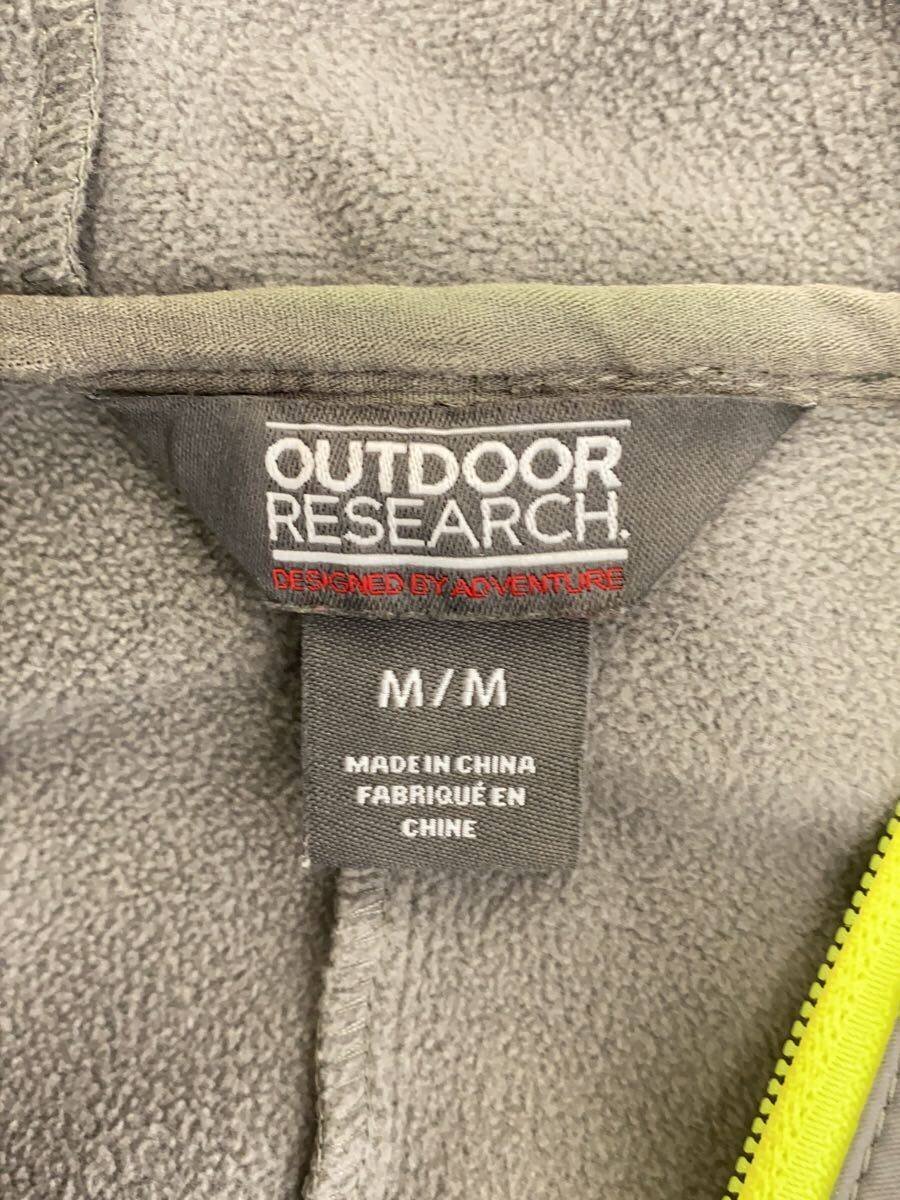 OUTDOOR
RESEARCH.
DESIGNED BY ADVENTURE
M/M
MADE IN CHINA
FABRIQUÉ EN
CHINE